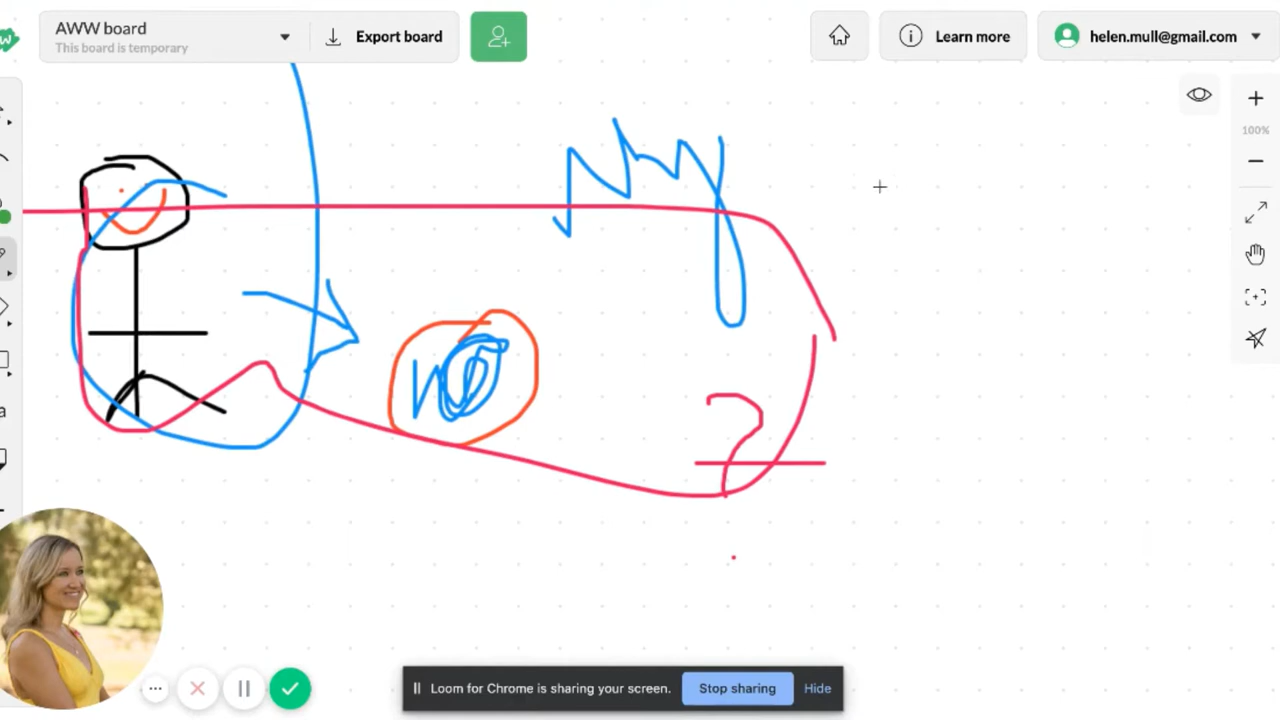 AWW board
This board is temporary
Export board
Learn more
helen.mull@gmail.com
100%
?
a
Loom for Chrome is sharing your screen.
Stop sharing
Hide